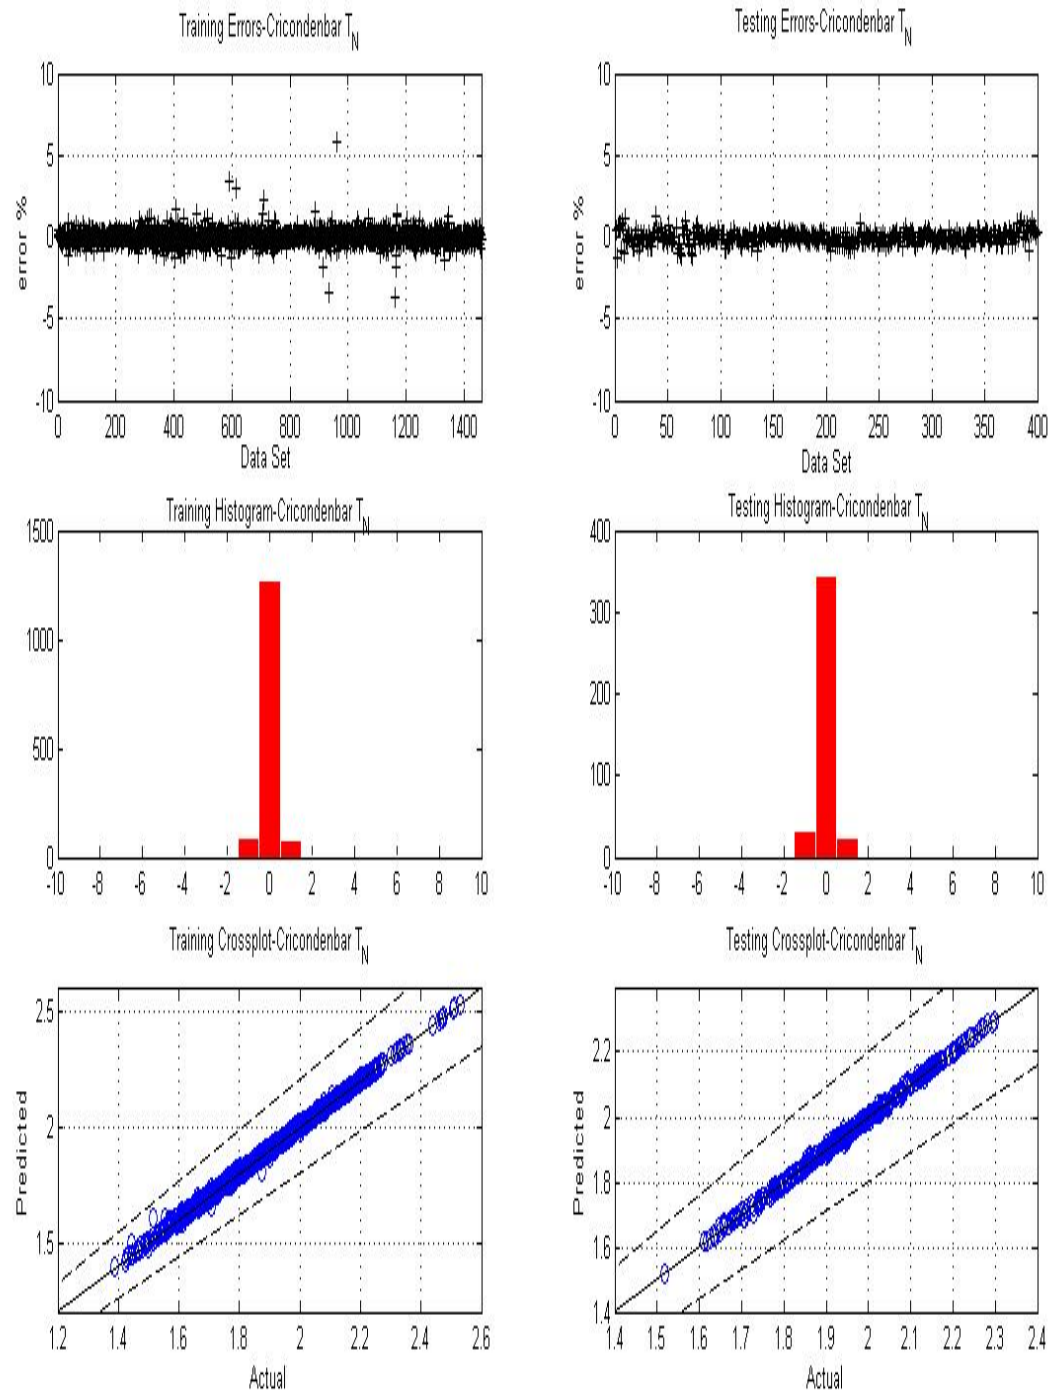 Training Errors-Cricondenbar T_N
Testing Errors-Cricondenbar T_N
10
5
0
-5
-10
error %
0 200 400 600 800 1000 1200 1400
Data Set
10
5
0
-5
-10
error %
0 50 100 150 200 250 300 350 400
Data Set
Training Histogram-Cricondenbar T_N
Testing Histogram-Cricondenbar T_N
1500
1000
500
0
-10 -8 -6 -4 -2 0 2 4 6 8 10
400
300
200
100
0
-10 -8 -6 -4 -2 0 2 4 6 8 10
Training Crossplot-Cricondenbar T_N
Testing Crossplot-Cricondenbar T_N
2.5
2
1.5
Predicted
1.2 1.4 1.6 1.8 2 2.2 2.4 2.6
Actual
2.2
2
1.8
1.6
1.4
Predicted
1.4 1.5 1.6 1.7 1.8 1.9 2 2.1 2.2 2.3 2.4
Actual